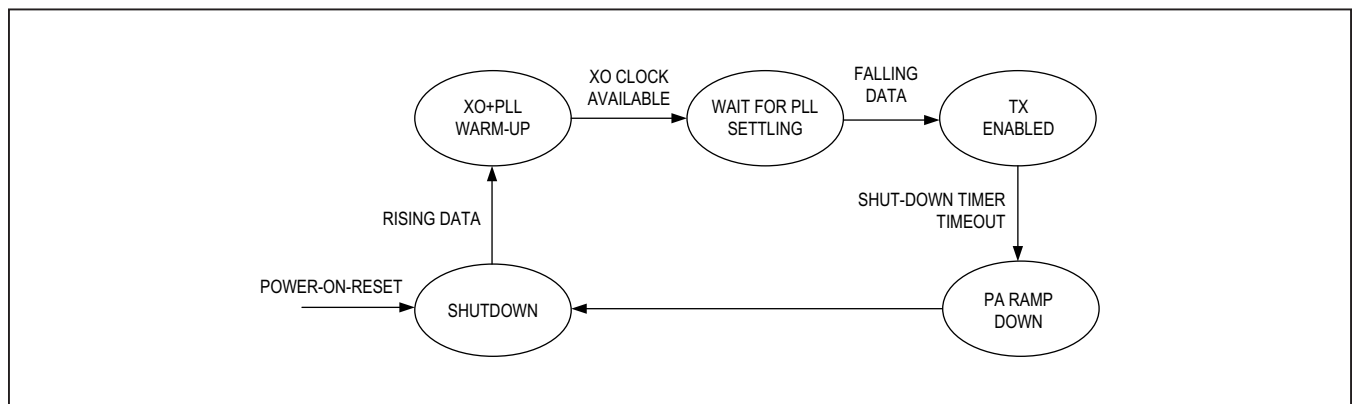 XO+PLL
WARM-UP
XO CLOCK
AVAILABLE
WAIT FOR PLL
SETTLING
FALLING
DATA
TX
ENABLED
RISING DATA
SHUT-DOWN TIMER
TIMEOUT
POWER-ON-RESET
SHUTDOWN
PA RAMP
DOWN